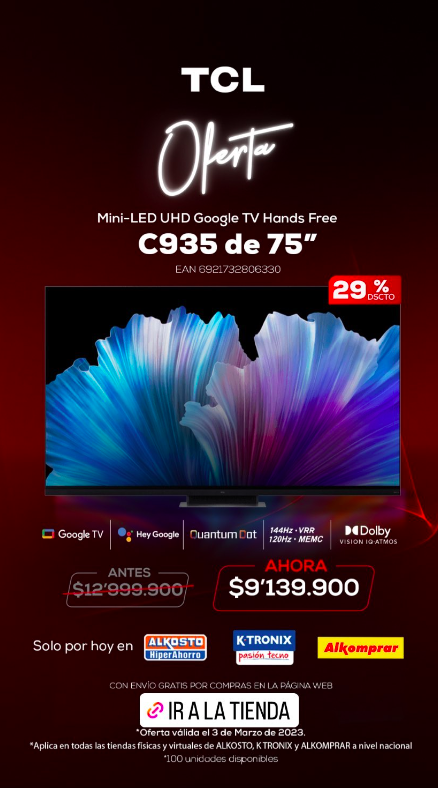 TCL
Oferta
Mini-LED UHD Google TV Hands Free
C935 de 75”
EAN 6921732806330
29 % DSCTO
Google TV
Hey Google
Quantum Dot
144Hz • VRR
120Hz • MEMC
Dolby
VISION IQ·ATMOS
ANTES
$12'999.900
AHORA
$9'139.900
Solo por hoy en
ALKOSTO
HiperAhorro
K-TRONIX
pasión tecno
Alkomprar
CON ENVÍO GRATIS POR COMPRAS EN LA PÁGINA WEB
IR A LA TIENDA
*Oferta válida el 3 de Marzo de 2023.
*Aplica en todas las tiendas fisicas y virtuales de ALKOSTO, K TRONIX y ALKOMPRAR a nivel nacional
*100 unidades disponibles